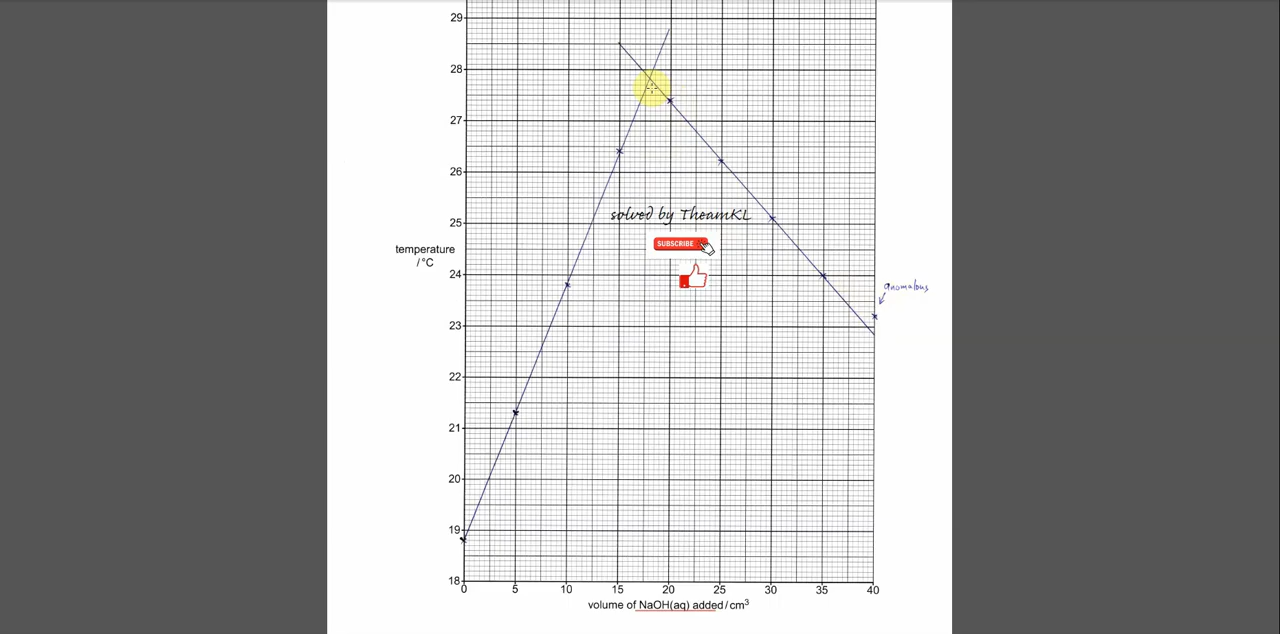 29
28
27
26
solved by TheamKL
25
SUBSCRIBE
temperature
/°C
24
anomalous
23
22
21
20
19
18
0 5 10 15 20 25 30 35 40
volume of NaOH(aq) added/cm³